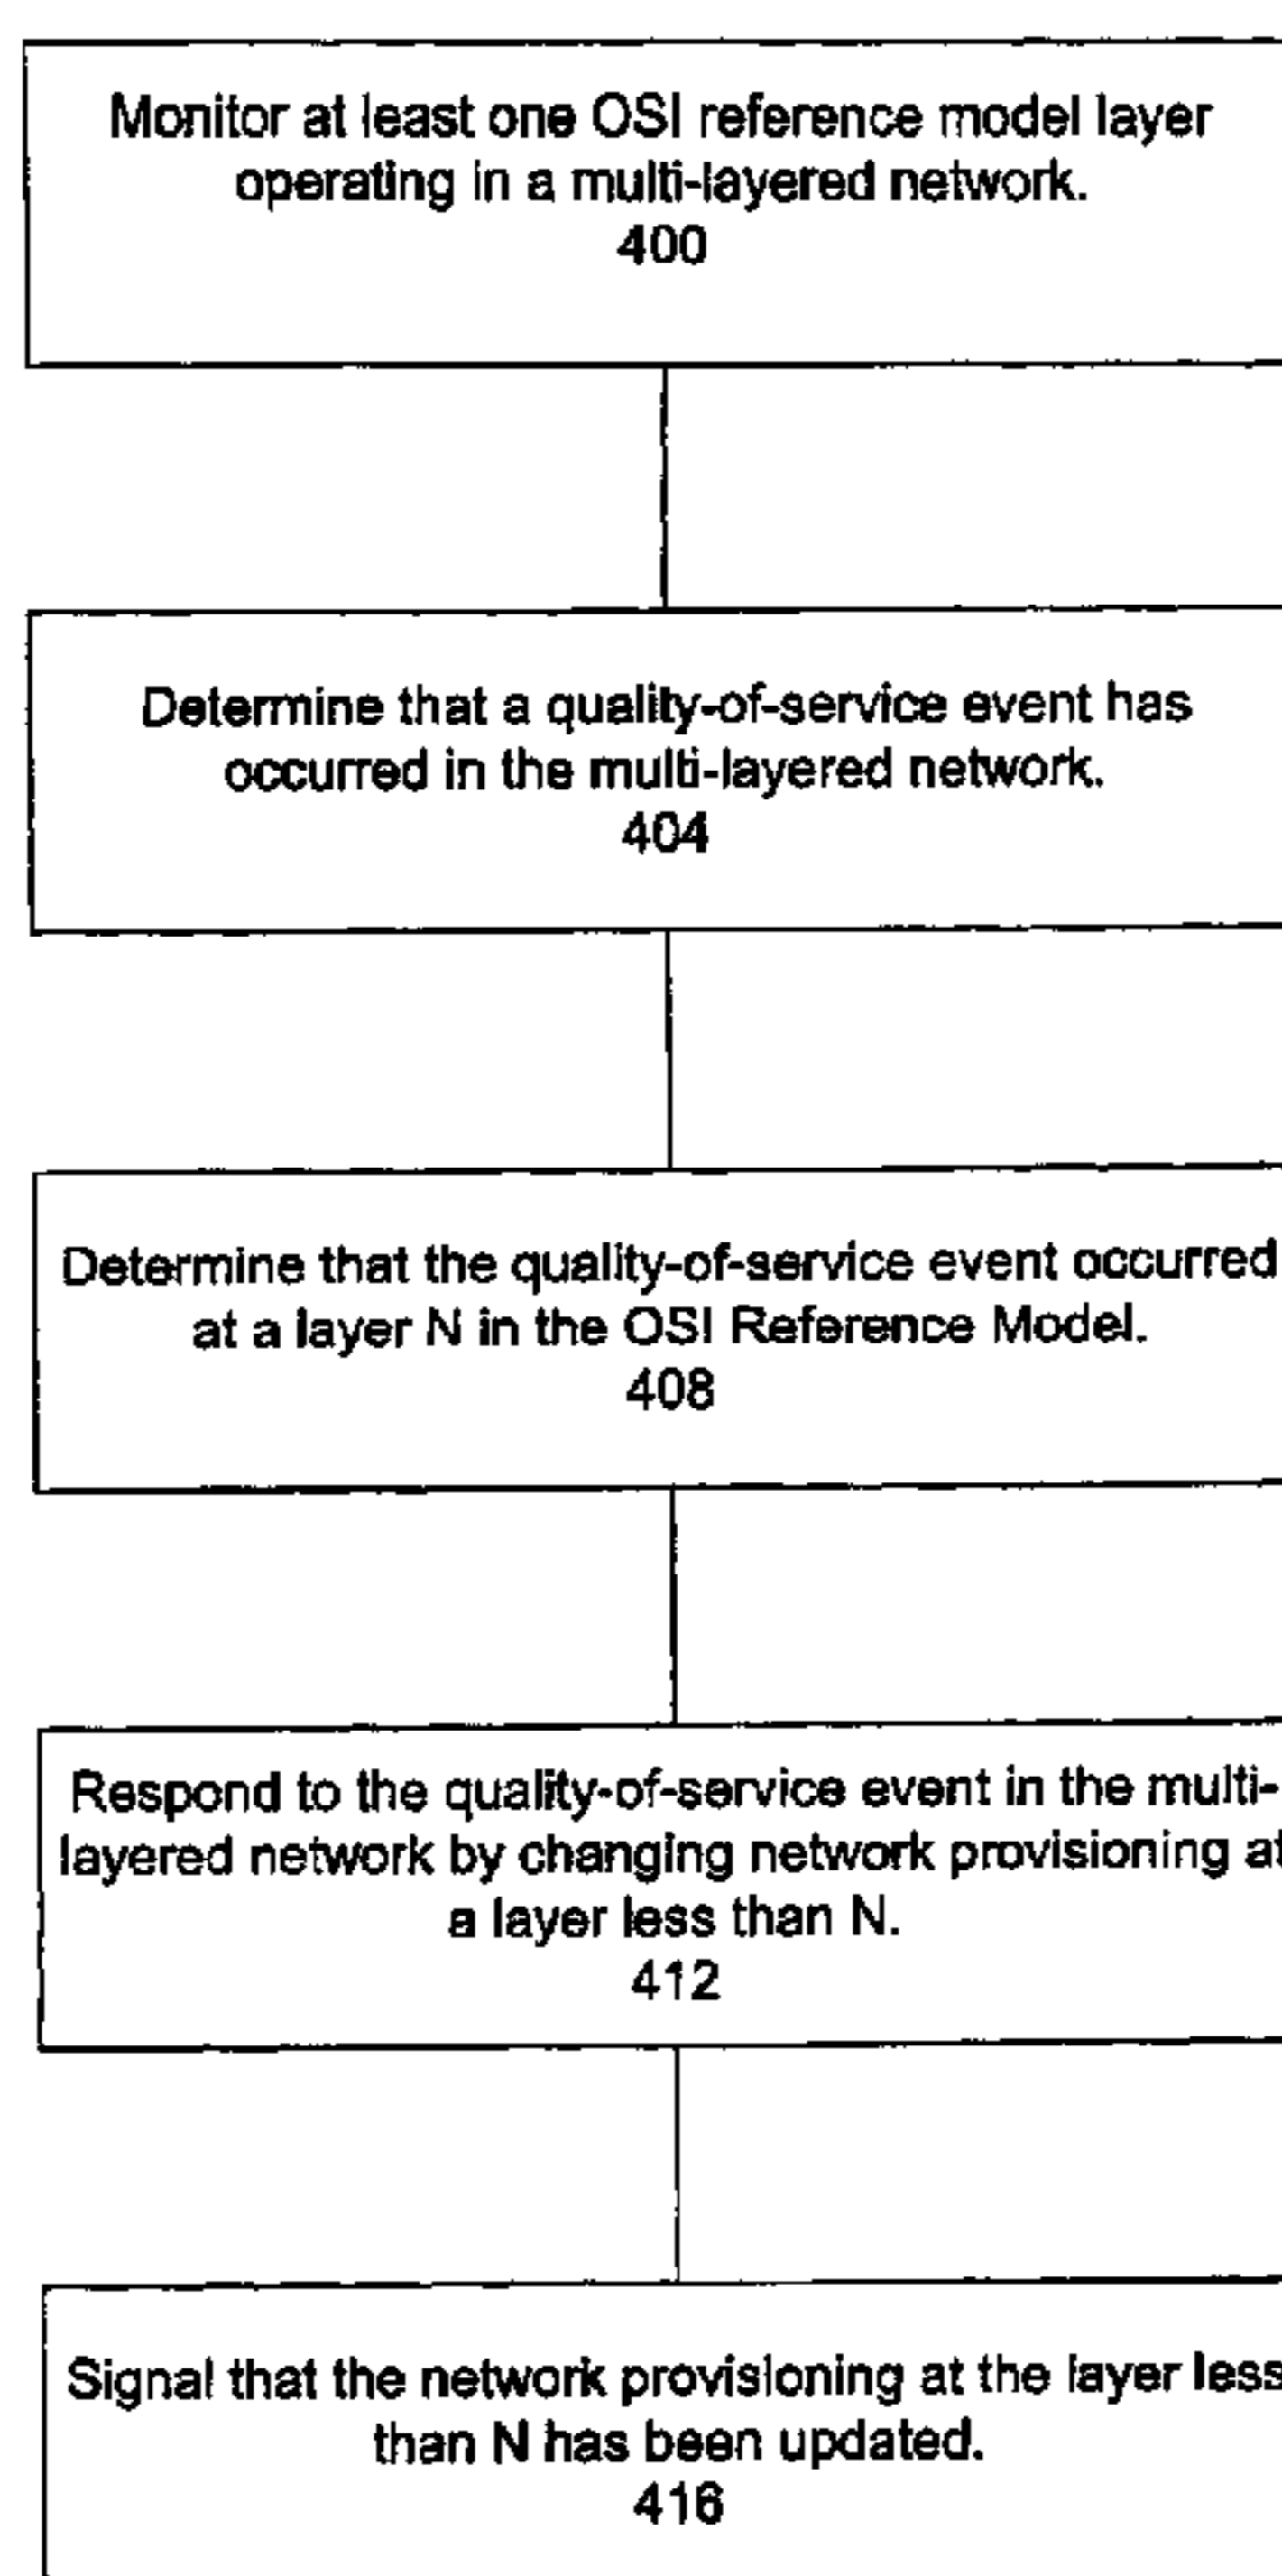 Monitor at least one OSI reference model layer
operating in a multi-layered network.
400
Determine that a quality-of-service event has
occurred in the multi-layered network.
404
Determine that the quality-of-service event occurred
at a layer N in the OSI Reference Model.
408
Respond to the quality-of-service event in the multi-
layered network by changing network provisioning at
a layer less than N.
412
Signal that the network provisioning at the layer less
than N has been updated.
416